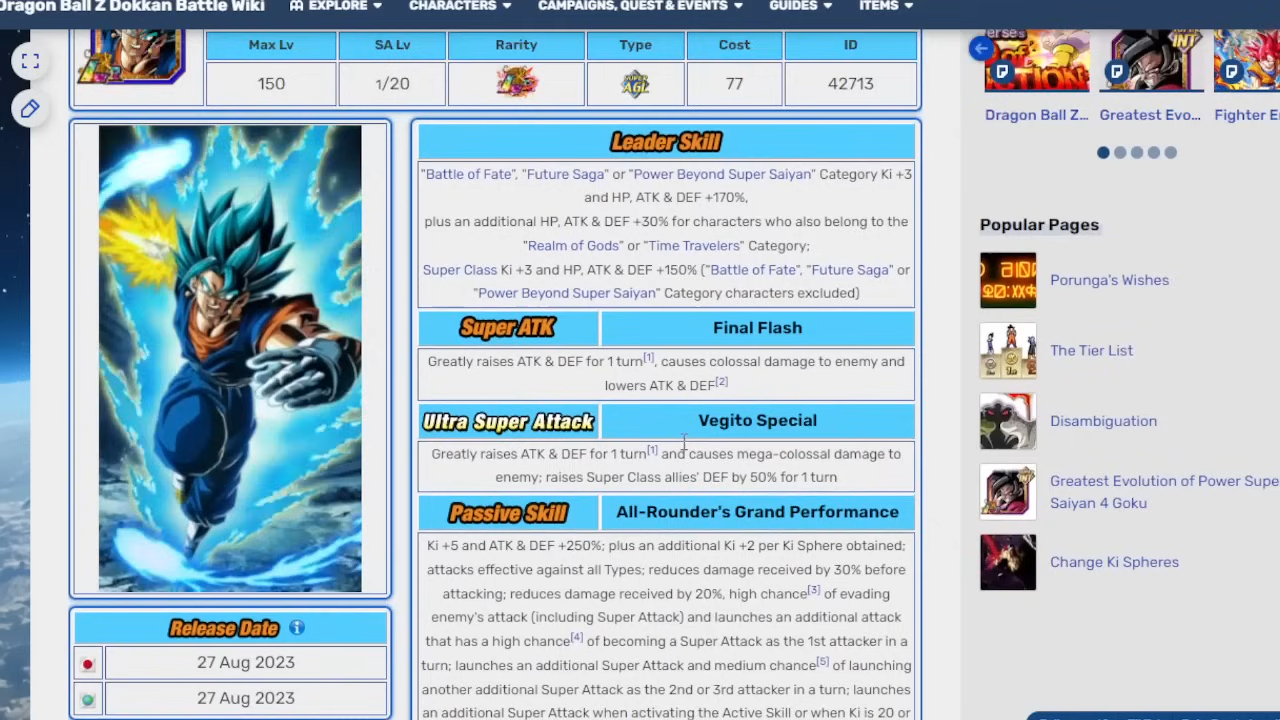 Dragon Ball Z Dokkan Battle Wiki
EXPLORE
CHARACTERS
CAMPAIGNS, QUEST & EVENTS
GUIDES
ITEMS
Max Lv
SA Lv
Rarity
Type
Cost
ID
150
1/20
77
42713
Leader Skill
"Battle of Fate", "Future Saga" or "Power Beyond Super Saiyan" Category Ki +3
and HP, ATK & DEF +170%,
plus an additional HP, ATK & DEF +30% for characters who also belong to the
"Realm of Gods" or "Time Travelers" Category;
Super Class Ki +3 and HP, ATK & DEF +150% ("Battle of Fate", "Future Saga" or
"Power Beyond Super Saiyan" Category characters excluded)
Super ATK
Final Flash
Greatly raises ATK & DEF for 1 turn[1], causes colossal damage to enemy and
lowers ATK & DEF[2]
Ultra Super Attack
Vegito Special
Greatly raises ATK & DEF for 1 turn[1] and causes mega-colossal damage to
enemy; raises Super Class allies' DEF by 50% for 1 turn
Passive Skill
All-Rounder's Grand Performance
Ki +5 and ATK & DEF +250%; plus an additional Ki +2 per Ki Sphere obtained;
attacks effective against all Types; reduces damage received by 30% before
attacking; reduces damage received by 20%, high chance[3] of evading
enemy's attack (including Super Attack) and launches an additional attack
that has a high chance[4] of becoming a Super Attack as the 1st attacker in a
turn; launches an additional Super Attack and medium chance[5] of launching
another additional Super Attack as the 2nd or 3rd attacker in a turn; launches
an additional Super Attack when activating the Active Skill or when Ki is 20 or
Release Date
27 Aug 2023
27 Aug 2023
Dragon Ball Z...
INT
Greatest Evo...
Fighter E
Popular Pages
Porunga's Wishes
The Tier List
Disambiguation
Greatest Evolution of Power Supe
Saiyan 4 Goku
Change Ki Spheres